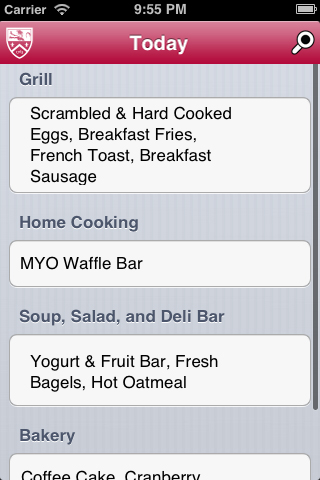 Carrier 9:55 PM
Today
Grill
Scrambled & Hard Cooked
Eggs, Breakfast Fries,
French Toast, Breakfast
Sausage
Home Cooking
MYO Waffle Bar
Soup, Salad, and Deli Bar
Yogurt & Fruit Bar, Fresh
Bagels, Hot Oatmeal
Bakery
Coffee Cake, Cranberry